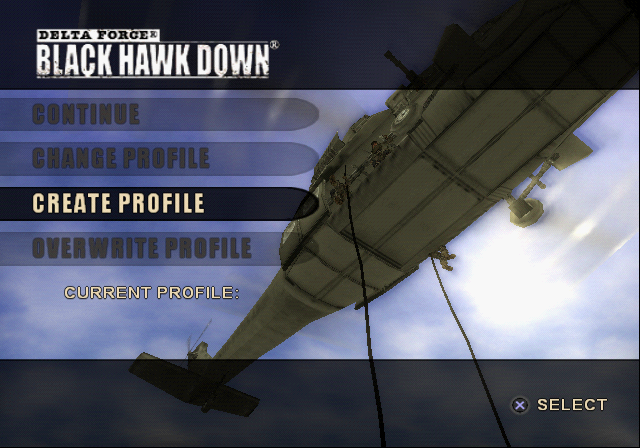 DELTA FORCE®
BLACK HAWK DOWN®
CONTINUE
CHANGE PROFILE
CREATE PROFILE
OVERWRITE PROFILE
CURRENT PROFILE:
SELECT